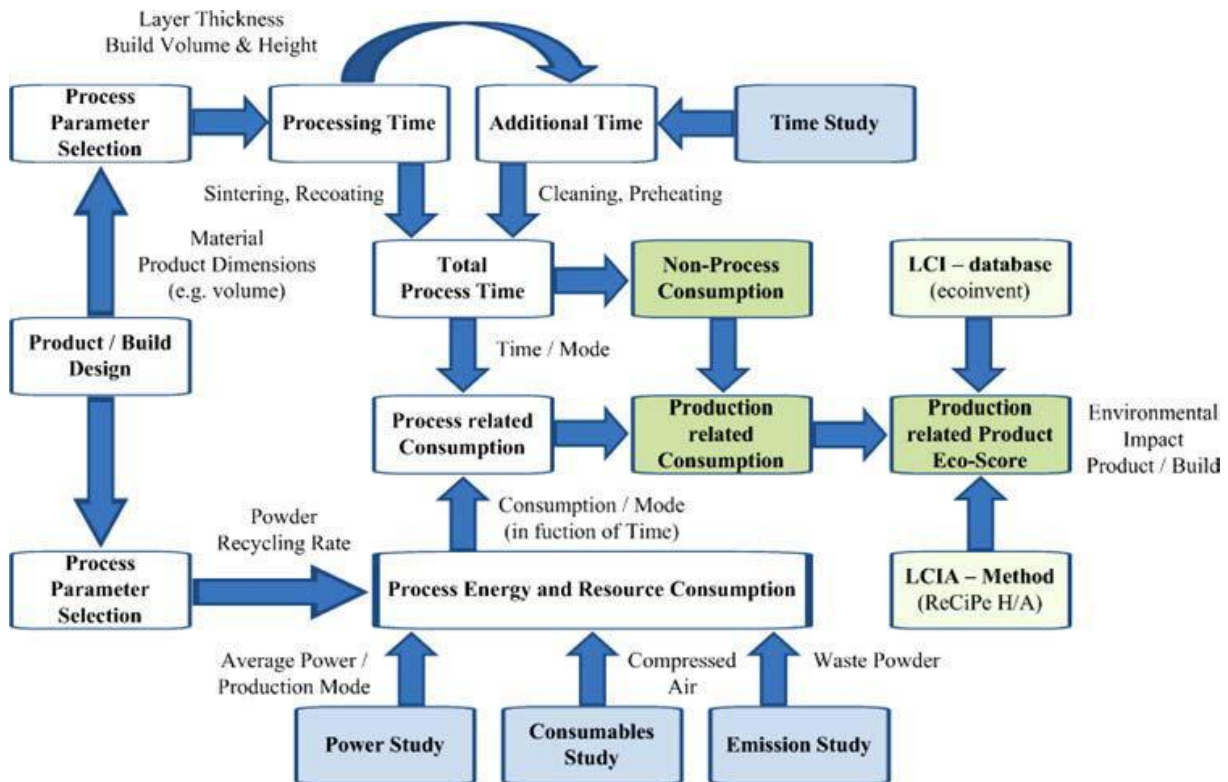 Layer Thickness
Build Volume & Height
Process
Parameter
Selection
Processing Time
Additional Time
Time Study
Sintering, Recoating
Cleaning, Preheating
Material
Product Dimensions
(e.g. volume)
Total
Process Time
Non-Process
Consumption
LCI – database
(ecoinvent)
Product / Build
Design
Time / Mode
Process related
Consumption
Production
related
Consumption
Production
related Product
Eco-Score
Environmental
Impact
Product / Build
Consumption / Mode
(in fuction of Time)
Powder
Recycling Rate
Process
Parameter
Selection
Process Energy and Resource Consumption
LCIA – Method
(ReCiPe H/A)
Average Power /
Production Mode
Compressed
Air
Waste Powder
Power Study
Consumables
Study
Emission Study